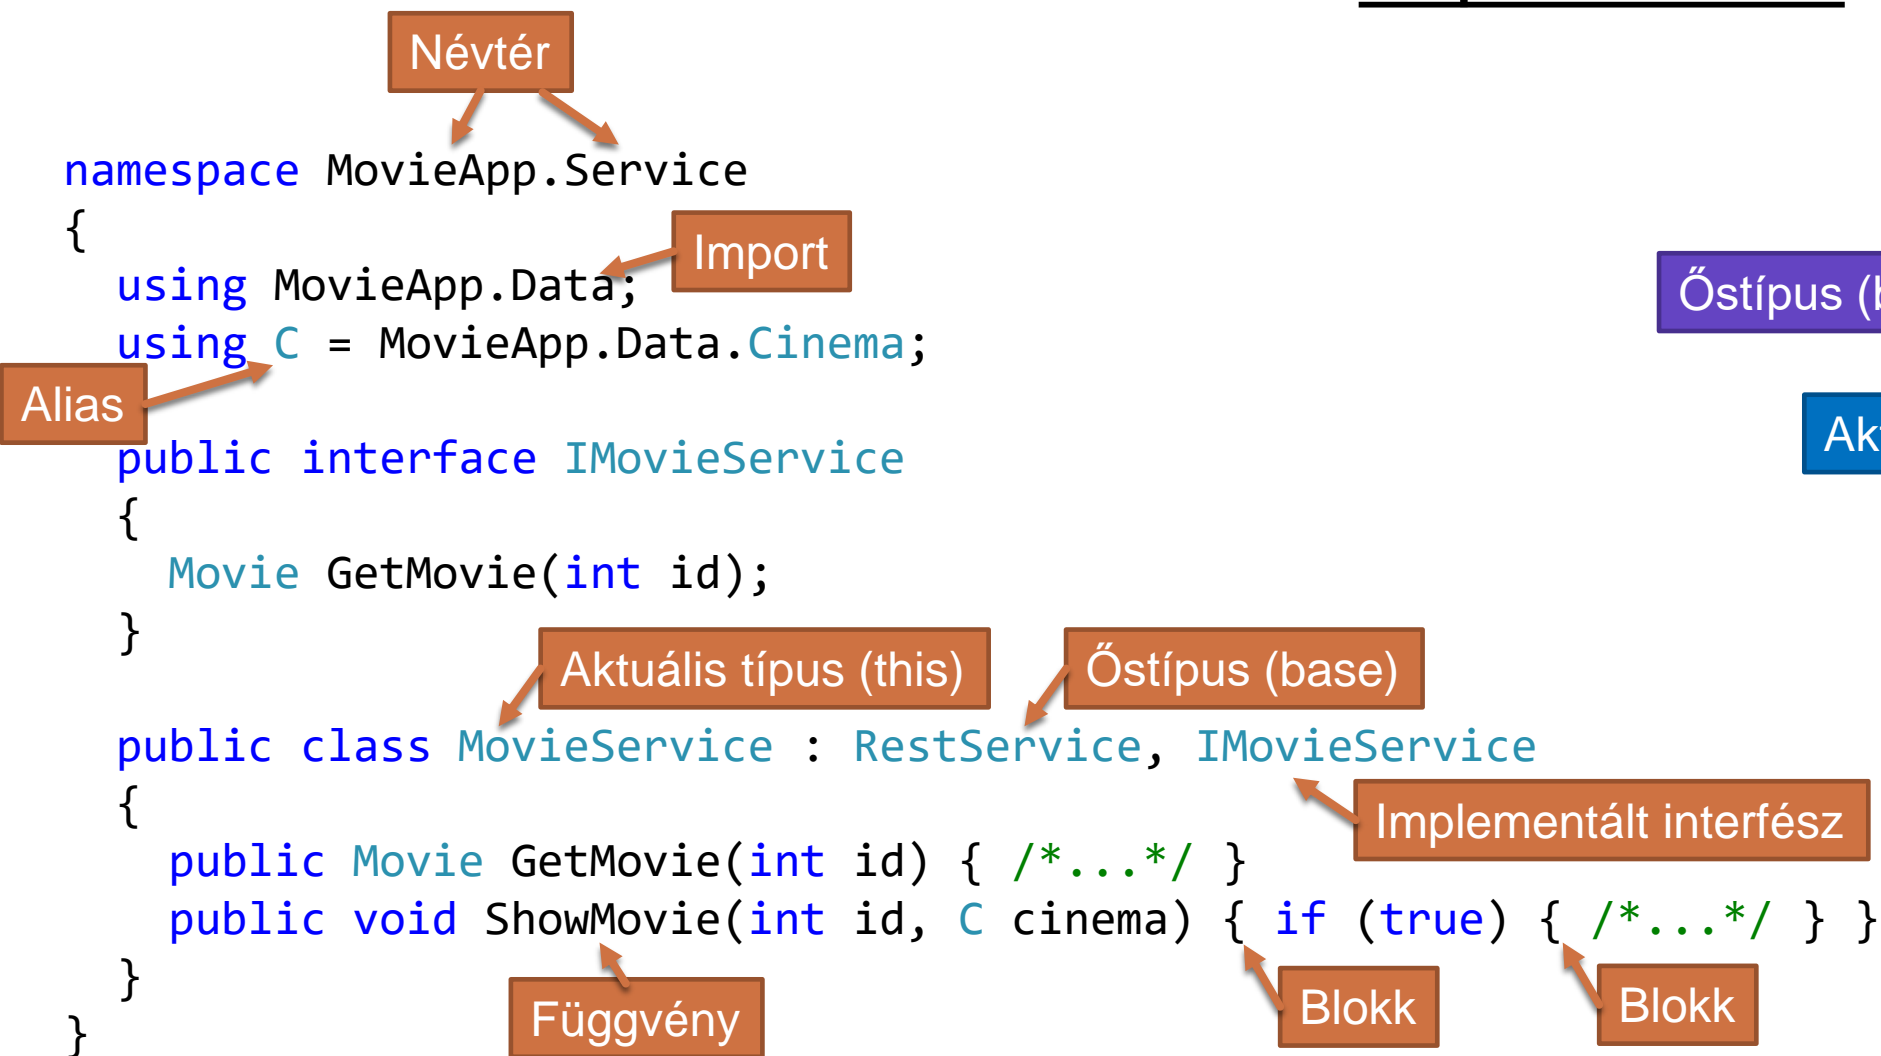 Névtér
namespace MovieApp.Service
{
Import
using MovieApp.Data;
Őstípus (
using C = MovieApp.Data.Cinema;
Alias
public interface IMovieService
{
Movie GetMovie(int id);
}
Aktuális típus (this)
Őstípus (base)
public class MovieService : RestService, IMovieService
{
Implementált interfész
public Movie GetMovie(int id) { /*...*/ }
public void ShowMovie(int id, C cinema) { if (true) { /*...*/ } }
}
Függvény
Blokk
Blokk
}